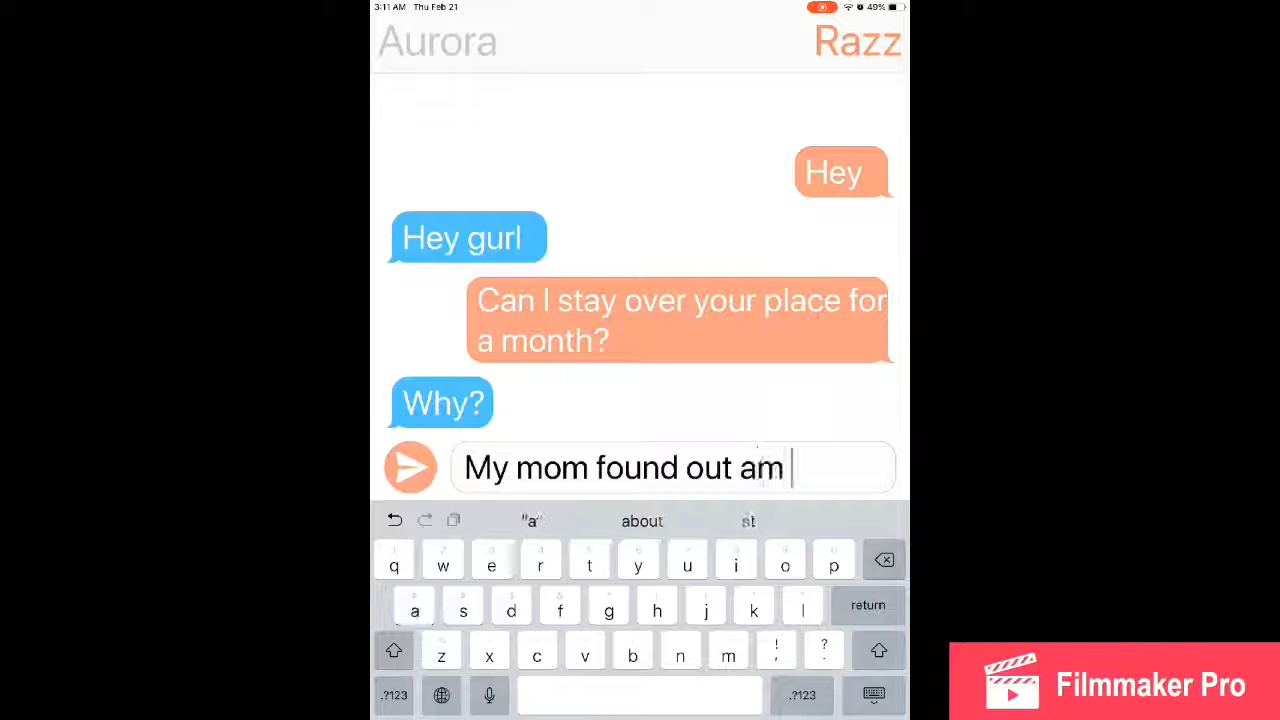 3:11 AM Thu Feb 21 49%
Aurora Razz
Hey
Hey gurl
Can I stay over your place for
a month?
Why?
My mom found out am
"a" about
q w e r t y u i o p
a s d f g h j k l return
z x c v b n m ! ? .
.?123 .?123
Filmmaker Pro